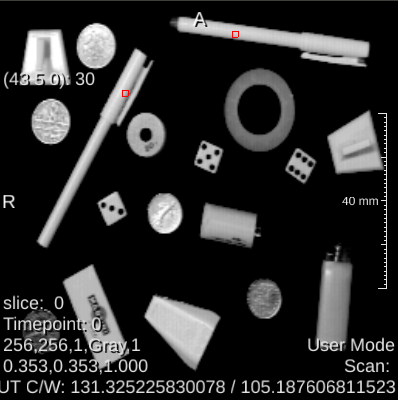 A
(43 5 0): 30
R
40 mm
slice:  0
Timepoint: 0
256,256,1,Gray,1
User Mode
0.353,0.353,1.000
Scan:
UT C/W: 131.325225830078 / 105.187606811523